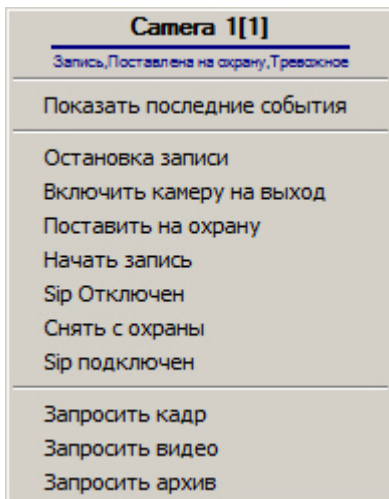 Camera 1[1]
Запись,Поставлена на охрану,Тревожное
Показать последние события
Остановка записи
Включить камеру на выход
Поставить на охрану
Начать запись
Sip Отключен
Снять с охраны
Sip подключен
Запросить кадр
Запросить видео
Запросить архив